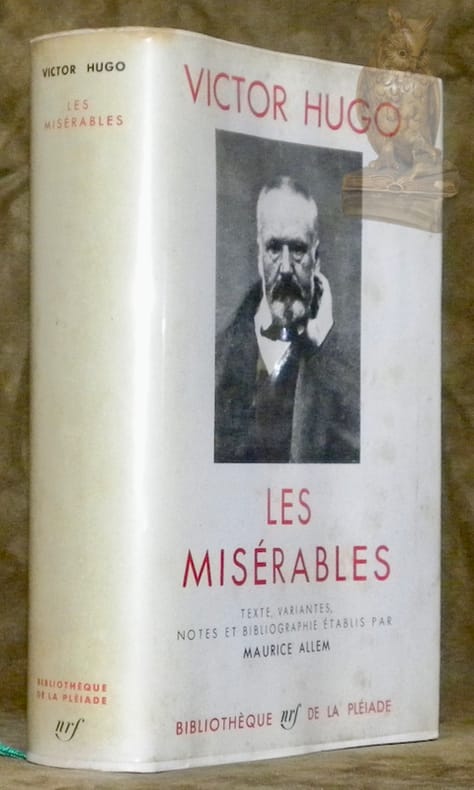 VICTOR HUGO
LES
MISÉRABLES
BIBLIOTHÈQUE
DE LA PLÉIADE
nrf
VICTOR HUGO
LES
MISÉRABLES
TEXTE, VARIANTES,
NOTES ET BIBLIOGRAPHIE ÉTABLIS PAR
MAURICE ALLEM
BIBLIOTHÈQUE nrf DE LA PLÉIADE